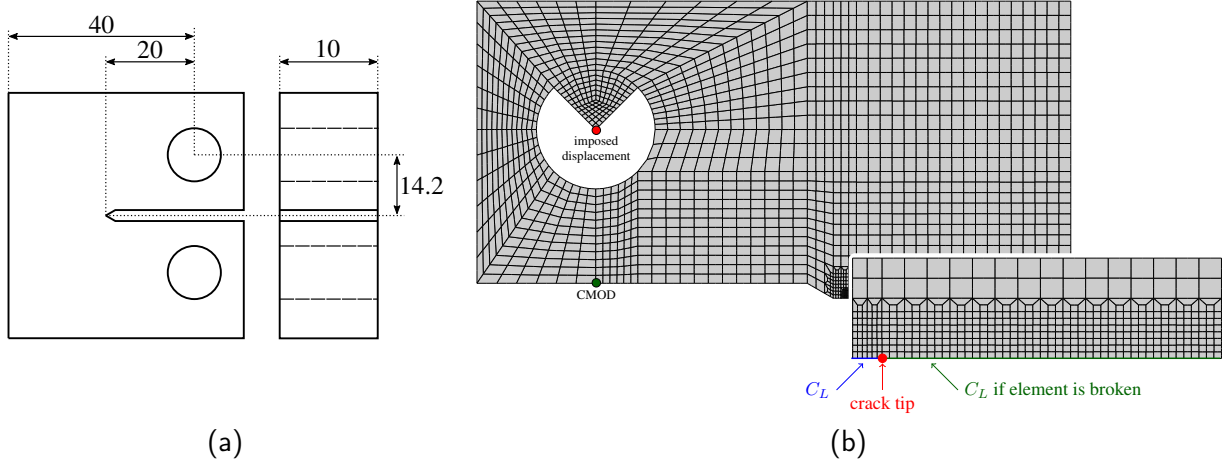 40
20
10
14.2
(a)
imposed
displacement
CMOD
C_L
crack tip
C_L if element is broken
(b)